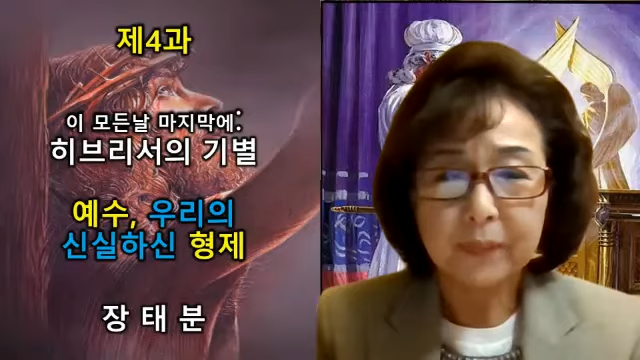 제4과
이 모든날 마지막에:
히브리서의 기별
예수, 우리의
신실하신 형제
장 태 분